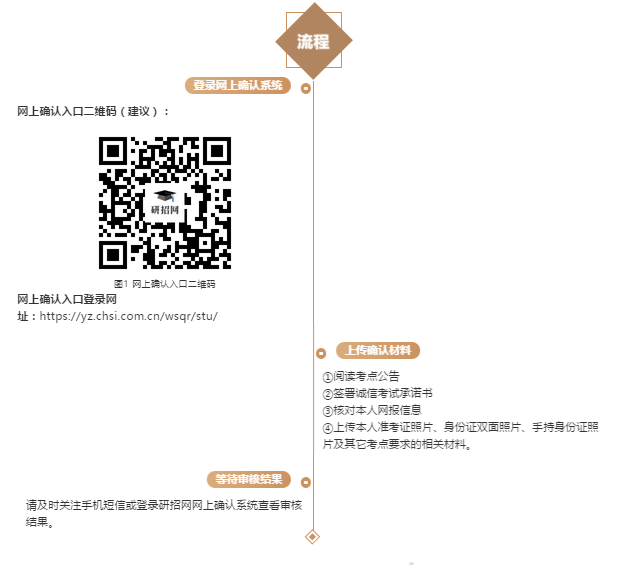 流程
登录网上确认系统
网上确认入口二维码（建议）：
研招网
图1 网上确认入口二维码
网上确认入口登录网
址：https://yz.chsi.com.cn/wsqr/stu/
上传确认材料
①阅读考点公告
②签署诚信考试承诺书
③核对本人网报信息
④上传本人准考证照片、身份证双面照片、手持身份证照
片及其它考点要求的相关材料。
等待审核结果
请及时关注手机短信或登录研招网网上确认系统查看审核
结果。